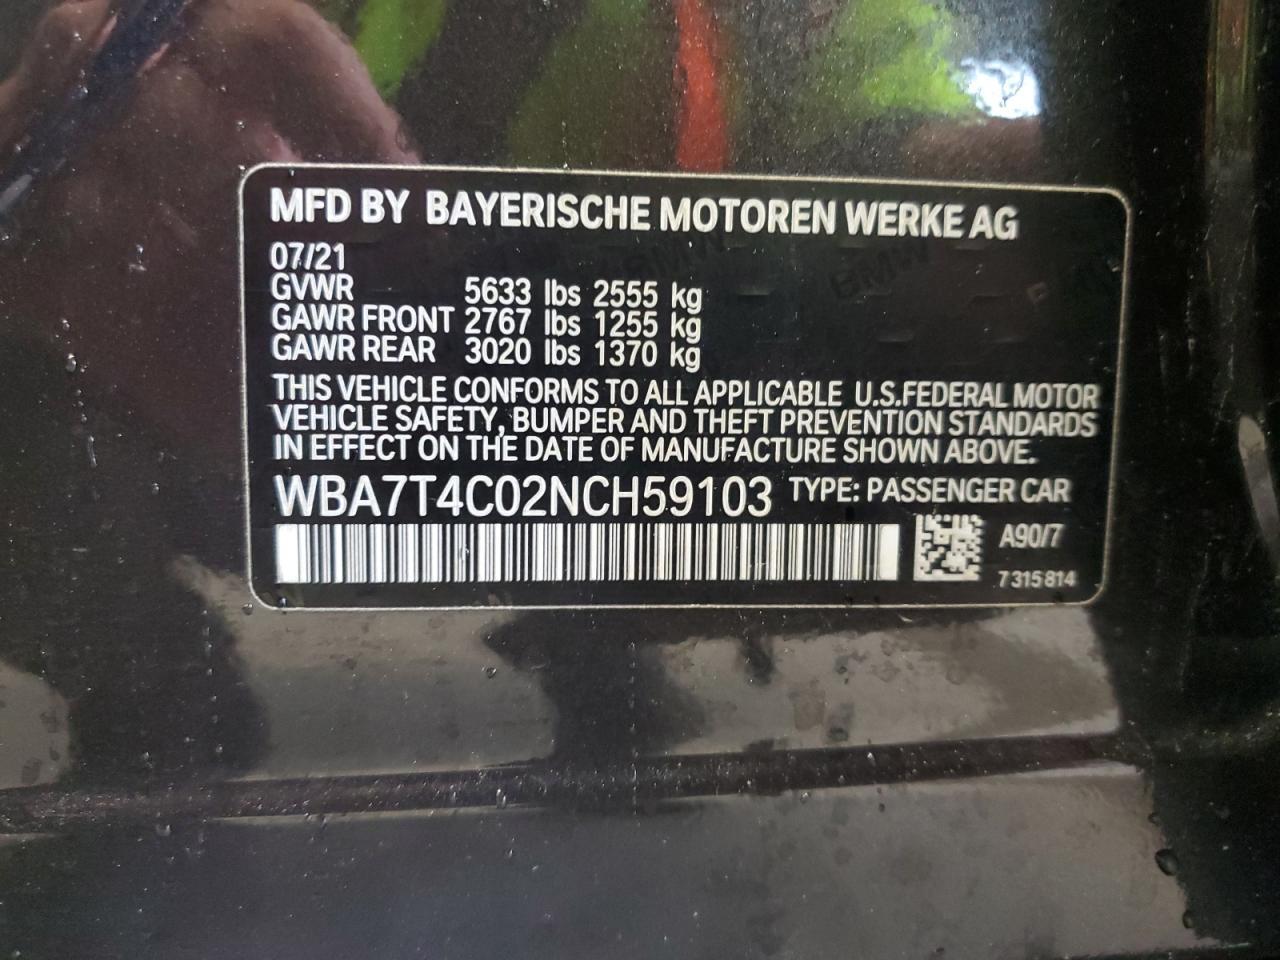 MFD BY BAYERISCHE MOTOREN WERKE AG
07/21
GVWR 5633 lbs 2555 kg
GAWR FRONT 2767 lbs 1255 kg
GAWR REAR 3020 lbs 1370 kg
THIS VEHICLE CONFORMS TO ALL APPLICABLE U.S.FEDERAL MOTOR
VEHICLE SAFETY, BUMPER AND THEFT PREVENTION STANDARDS
IN EFFECT ON THE DATE OF MANUFACTURE SHOWN ABOVE.
WBA7T4C02NCH59103 TYPE: PASSENGER CAR
A90/7
7 315 814
BMW
BMW